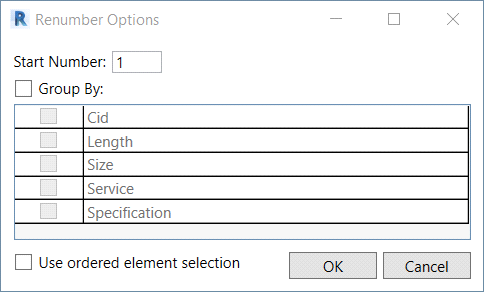 Renumber Options
Start Number: 1
Group By:
Cid
Length
Size
Service
Specification
Use ordered element selection
OK Cancel